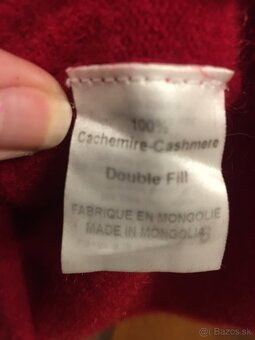 100%
Cachemire-Cashmere
Double Fill
FABRIQUE EN MONGOLIE
MADE IN MONGOLIA
Bazos.sk